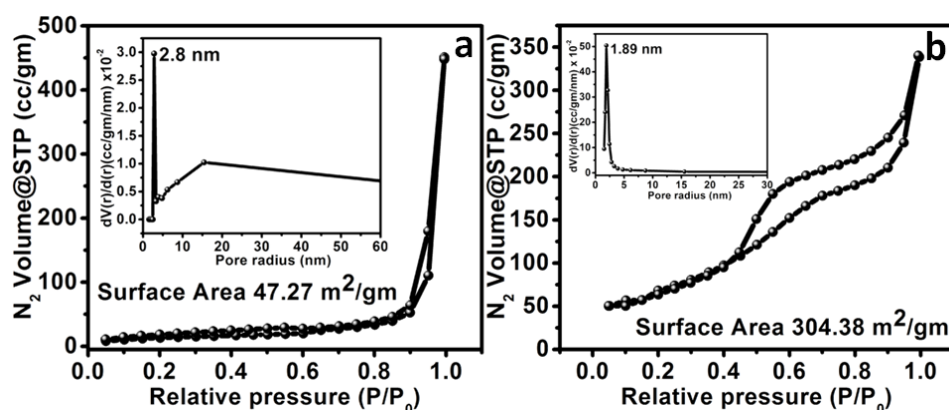 a
N2 Volume@STP (cc/gm)
500
450
400
300
200
100
0
0.0 0.2 0.4 0.6 0.8 1.0
Relative pressure (P/P0)
Surface Area 47.27 m2/gm
2.8 nm
dV(r)/d(r)(cc/gm/nm) x10-2
3.0
2.5
2.0
1.5
1.0
0.5
0.0
0 10 20 30 40 50 60
Pore radius (nm)
b
N2 Volume@STP (cc/gm)
350
300
250
200
150
100
50
0
0.0 0.2 0.4 0.6 0.8 1.0
Relative pressure (P/P0)
Surface Area 304.38 m2/gm
1.89 nm
dV(r)/d(r)(cc/gm/nm) x10-2
50
40
30
20
10
0
0 5 10 15 20 25 30
Pore radius (nm)